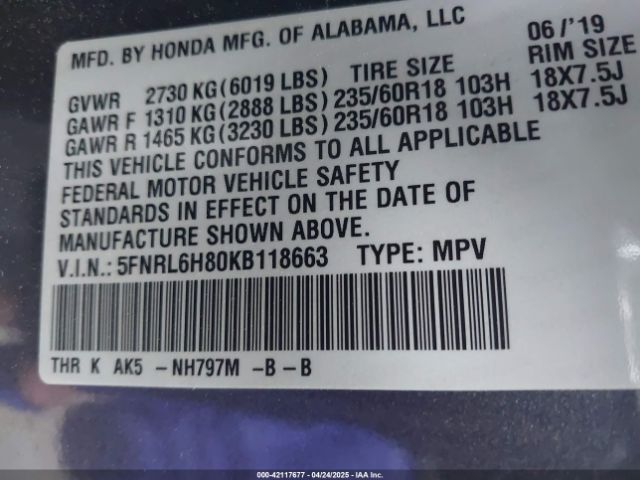 MFD. BY HONDA MFG. OF ALABAMA, LLC 06/'19
GVWR 2730 KG (6019 LBS) TIRE SIZE RIM SIZE
GAWR F 1310 KG (2888 LBS) 235/60R18 103H 18X7.5J
GAWR R 1465 KG (3230 LBS) 235/60R18 103H 18X7.5J
THIS VEHICLE CONFORMS TO ALL APPLICABLE
FEDERAL MOTOR VEHICLE SAFETY
STANDARDS IN EFFECT ON THE DATE OF
MANUFACTURE SHOWN ABOVE.
V.I.N.: 5FNRL6H80KB118663 TYPE: MPV
THR K AK5 -NH797M -B-B
000-42117677 - 04/24/2025 - IAAI Inc.